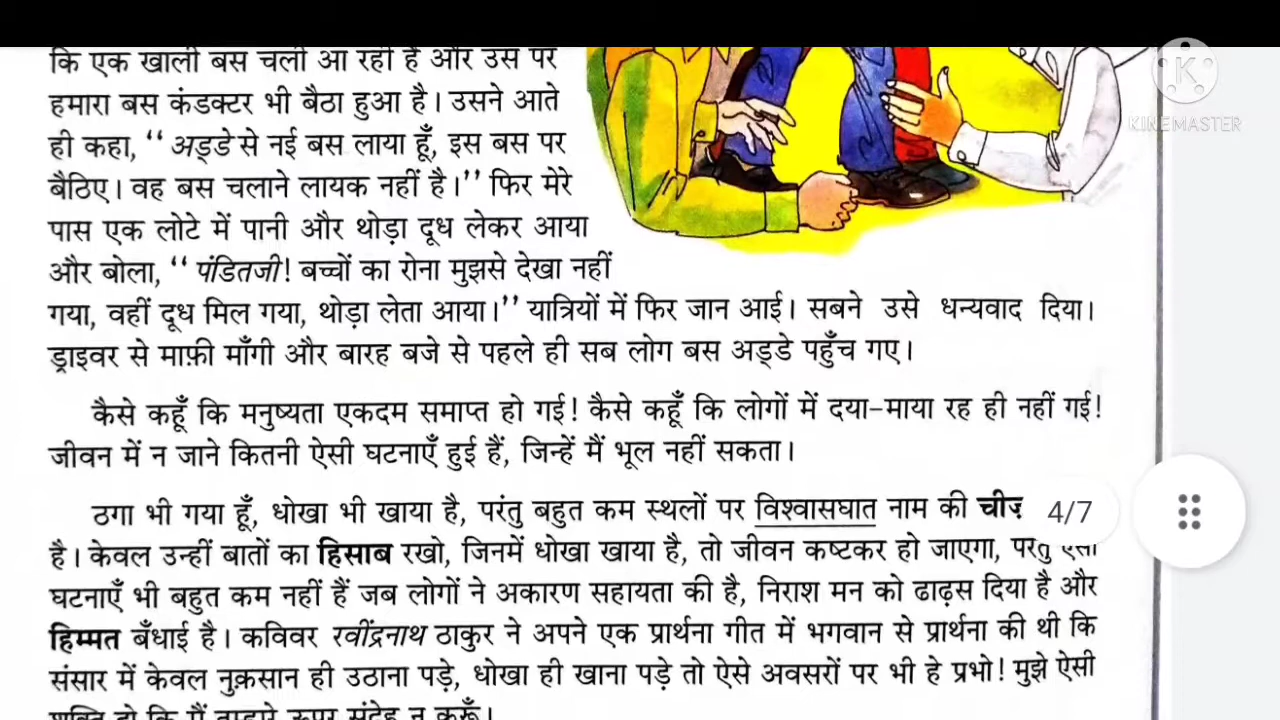 कि एक खाली बस चली आ रही है और उस पर
हमारा बस कंडक्टर भी बैठा हुआ है। उसने आते
ही कहा, “अड्डे से नई बस लाया हूँ, इस बस पर
बैठिए। वह बस चलाने लायक नहीं है।” फिर मेरे
पास एक लोटे में पानी और थोड़ा दूध लेकर आया
और बोला, “पंडितजी! बच्चों का रोना मुझसे देखा नहीं
गया, वहीं दूध मिल गया, थोड़ा लेता आया।” यात्रियों में फिर जान आई। सबने उसे धन्यवाद दिया।
ड्राइवर से माफ़ी माँगी और बारह बजे से पहले ही सब लोग बस अड्डे पहुँच गए।
कैसे कहूँ कि मनुष्यता एकदम समाप्त हो गई! कैसे कहूँ कि लोगों में दया-माया रह ही नहीं गई!
जीवन में न जाने कितनी ऐसी घटनाएँ हुई हैं, जिन्हें मैं भूल नहीं सकता।
ठगा भी गया हूँ, धोखा भी खाया है, परंतु बहुत कम स्थलों पर विश्वासघात नाम की चीज़
है। केवल उन्हीं बातों का हिसाब रखो, जिनमें धोखा खाया है, तो जीवन कष्टकर हो जाएगा, परंतु ऐसी
घटनाएँ भी बहुत कम नहीं हैं जब लोगों ने अकारण सहायता की है, निराश मन को ढाढ़स दिया है और
हिम्मत बँधाई है। कविवर रवींद्रनाथ ठाकुर ने अपने एक प्रार्थना गीत में भगवान से प्रार्थना की थी कि
संसार में केवल नुक़सान ही उठाना पड़े, धोखा ही खाना पड़े तो ऐसे अवसरों पर भी हे प्रभो! मुझे ऐसी
शक्ति दो कि मैं तुम्हारे ऊपर संदेह न करूँ।
4/7
K
KINEMASTER